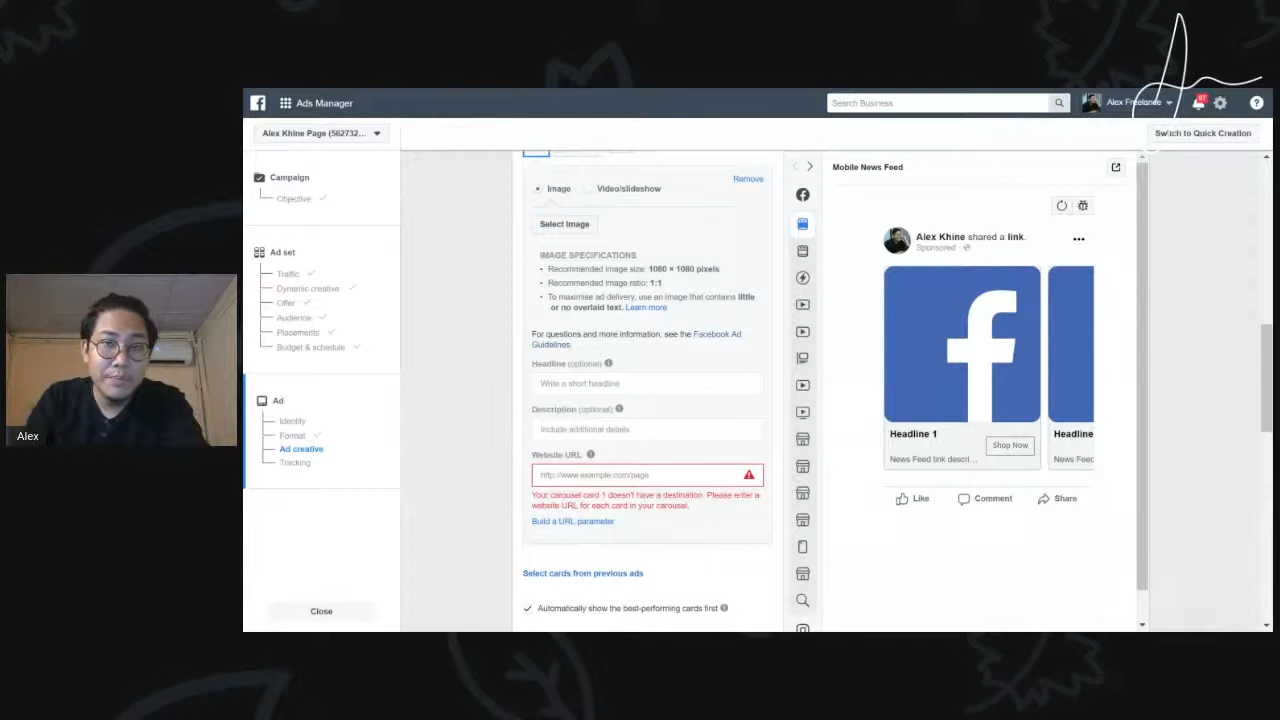 Ads Manager
Search Business
Alex Freelance
Alex Khine Page (562732...
Switch to Quick Creation
Campaign
Objective
Ad set
Traffic
Dynamic creative
Offer
Audience
Placements
Budget & schedule
Ad
Identity
Format
Ad creative
Tracking
Close
Remove
Image
Video/slideshow
Select Image
IMAGE SPECIFICATIONS
• Recommended image size: 1080 × 1080 pixels
• Recommended image ratio: 1:1
• To maximise ad delivery, use an image that contains little
or no overlaid text. Learn more
For questions and more information, see the Facebook Ad
Guidelines.
Headline (optional)
Write a short headline
Description (optional)
Include additional details
Website URL
http://www.example.com/page
Your carousel card 1 doesn't have a destination. Please enter a
website URL for each card in your carousel.
Build a URL parameter
Select cards from previous ads
Automatically show the best-performing cards first
Mobile News Feed
Alex Khine shared a link.
Sponsored
Headline 1
News Feed link descri...
Shop Now
Headline
News Feed
Like
Comment
Share
Alex